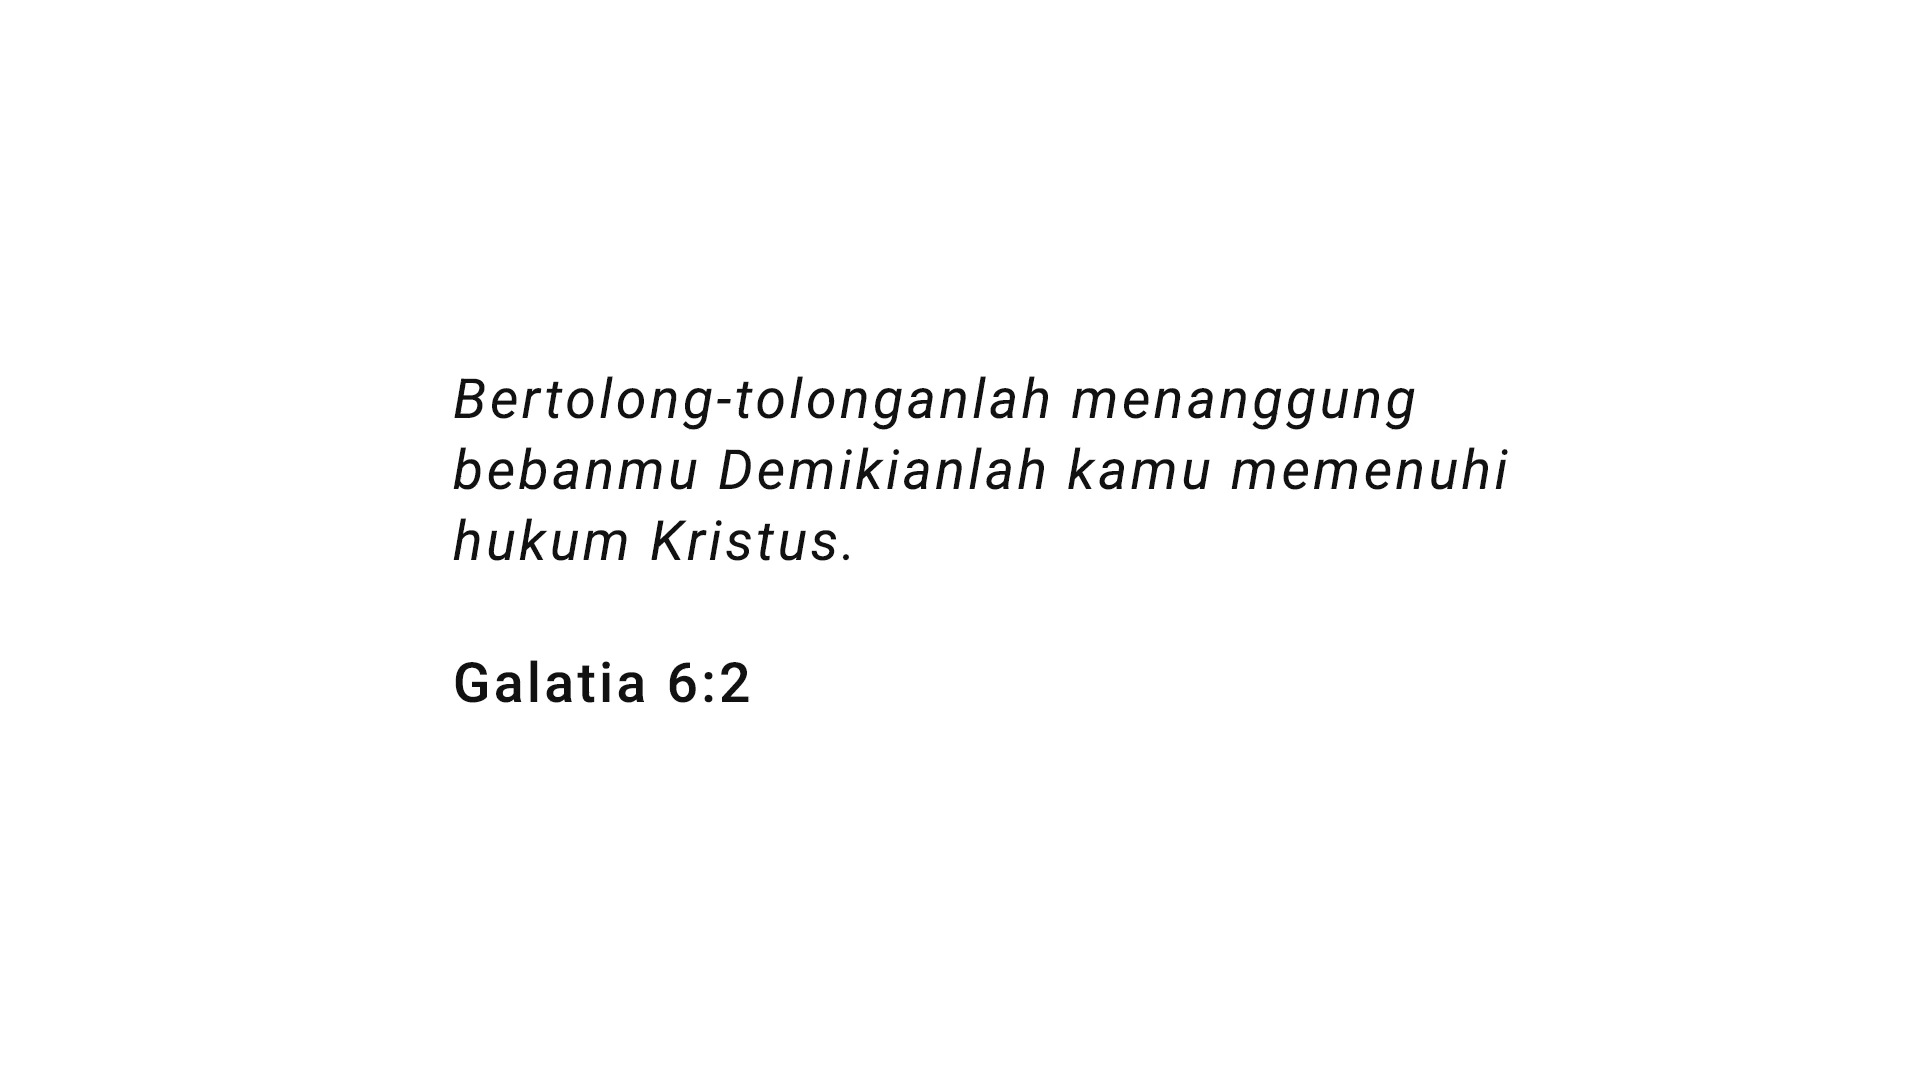 Bertolong-tolonganlah menanggung
bebanmu Demikianlah kamu memenuhi
hukum Kristus.
Galatia 6:2